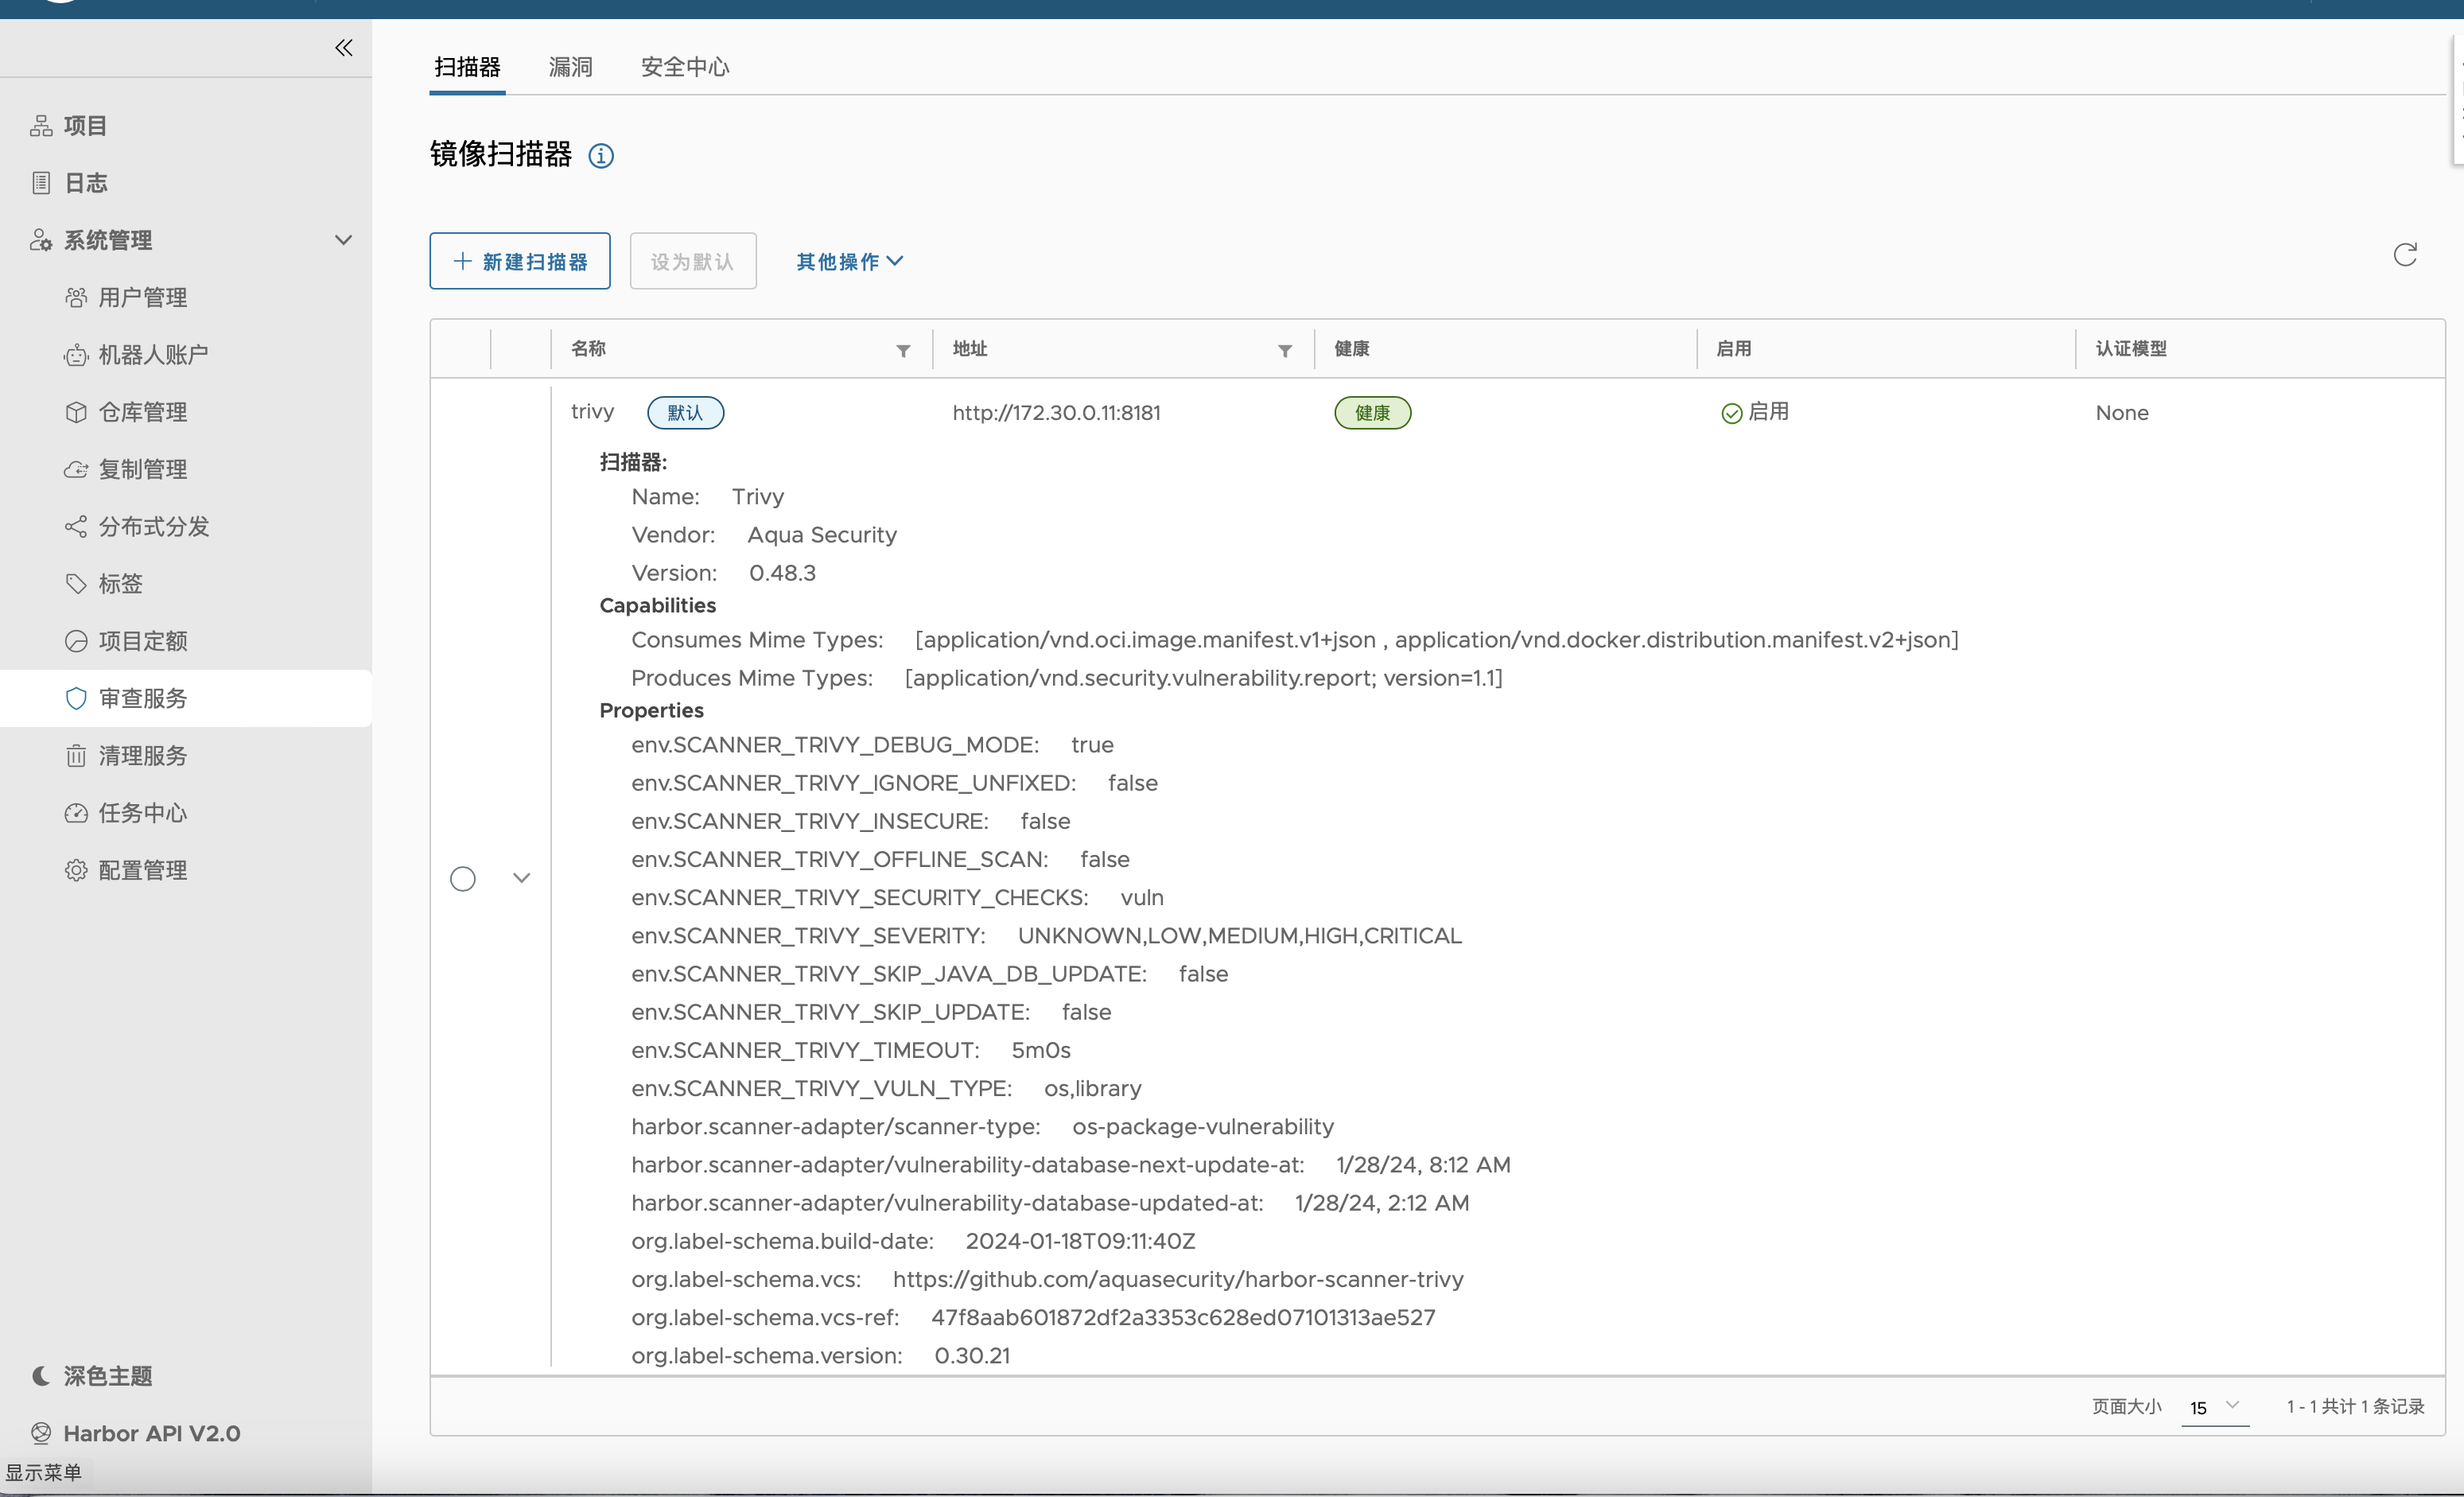 扫描器 漏洞 安全中心
项目
日志
系统管理
用户管理
机器人账户
仓库管理
复制管理
分布式分发
标签
项目定额
审查服务
清理服务
任务中心
配置管理
深色主题
Harbor API V2.0
显示菜单
镜像扫描器
新建扫描器 设为默认 其他操作
名称 地址 健康 启用 认证模型
trivy 默认 http://172.30.0.11:8181 健康 启用 None
扫描器:
Name: Trivy
Vendor: Aqua Security
Version: 0.48.3
Capabilities
Consumes Mime Types: [application/vnd.oci.image.manifest.v1+json , application/vnd.docker.distribution.manifest.v2+json]
Produces Mime Types: [application/vnd.security.vulnerability.report; version=1.1]
Properties
env.SCANNER_TRIVY_DEBUG_MODE: true
env.SCANNER_TRIVY_IGNORE_UNFIXED: false
env.SCANNER_TRIVY_INSECURE: false
env.SCANNER_TRIVY_OFFLINE_SCAN: false
env.SCANNER_TRIVY_SECURITY_CHECKS: vuln
env.SCANNER_TRIVY_SEVERITY: UNKNOWN,LOW,MEDIUM,HIGH,CRITICAL
env.SCANNER_TRIVY_SKIP_JAVA_DB_UPDATE: false
env.SCANNER_TRIVY_SKIP_UPDATE: false
env.SCANNER_TRIVY_TIMEOUT: 5m0s
env.SCANNER_TRIVY_VULN_TYPE: os,library
harbor.scanner-adapter/scanner-type: os-package-vulnerability
harbor.scanner-adapter/vulnerability-database-next-update-at: 1/28/24, 8:12 AM
harbor.scanner-adapter/vulnerability-database-updated-at: 1/28/24, 2:12 AM
org.label-schema.build-date: 2024-01-18T09:11:40Z
org.label-schema.vcs: https://github.com/aquasecurity/harbor-scanner-trivy
org.label-schema.vcs-ref: 47f8aab601872df2a3353c628ed07101313ae527
org.label-schema.version: 0.30.21
页面大小 15 1 - 1 共计 1 条记录